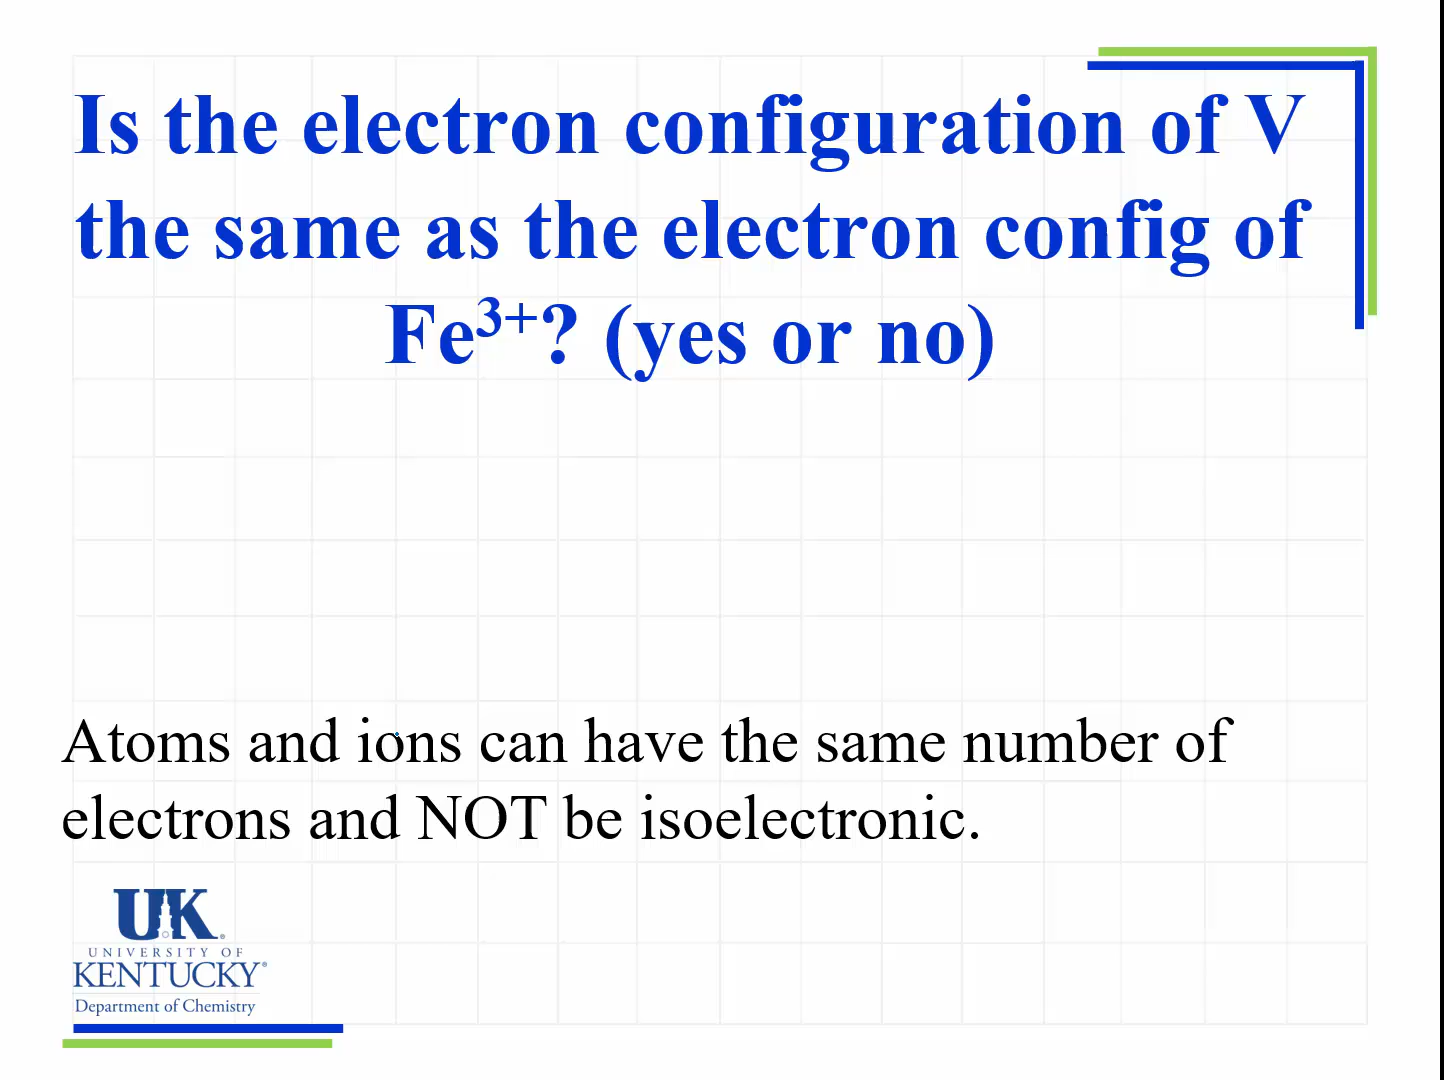 Is the electron configuration of V
the same as the electron config of
Fe³⁺? (yes or no)
Atoms and ions can have the same number of
electrons and NOT be isoelectronic.
UK
UNIVERSITY OF
KENTUCKY®
Department of Chemistry